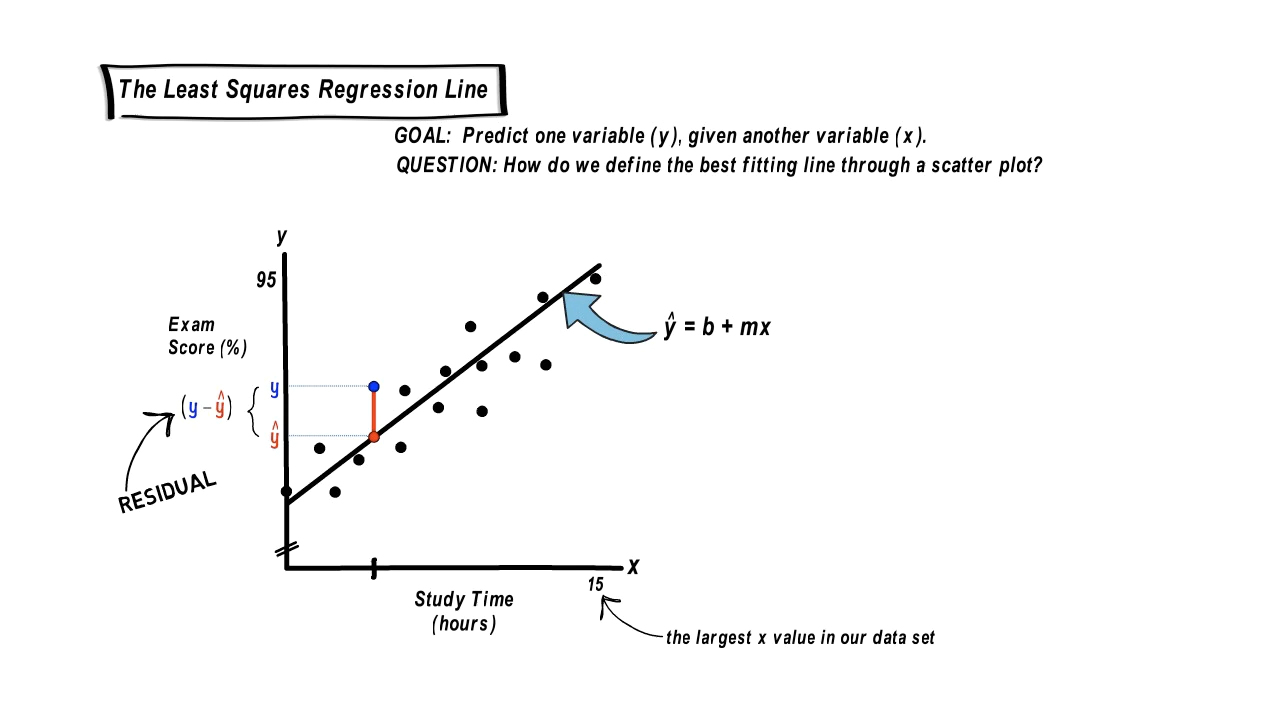 The Least Squares Regression Line
GOAL: Predict one variable (y), given another variable (x).
QUESTION: How do we define the best fitting line through a scatter plot?
y
95
Exam
Score (%)
ŷ = b + mx
y
(y - ŷ) {
ŷ
RESIDUAL
x
15
Study Time
(hours)
the largest x value in our data set